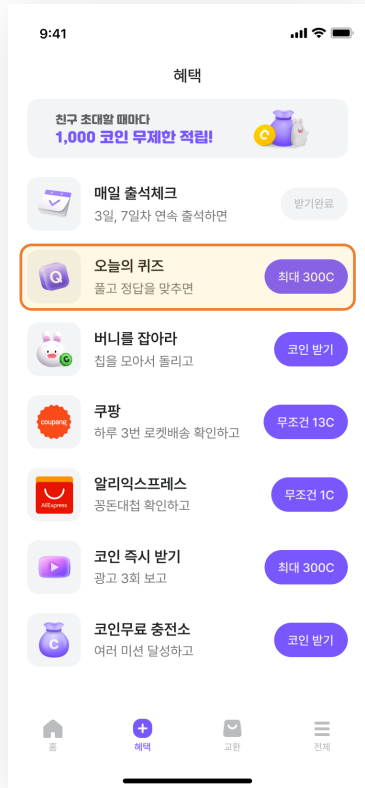 9:41
혜택
친구 초대할 때마다
1,000 코인 무제한 적립!
매일 출석체크
3일, 7일차 연속 출석하면
받기완료
오늘의 퀴즈
풀고 정답을 맞추면
최대 300C
버니를 잡아라
칩을 모아서 돌리고
코인 받기
coupang
쿠팡
하루 3번 로켓배송 확인하고
무조건 13C
AliExpress
알리익스프레스
꽁돈대첩 확인하고
무조건 1C
코인 즉시 받기
광고 3회 보고
최대 300C
코인무료 충전소
여러 미션 달성하고
코인 받기
홈
혜택
교환
전체